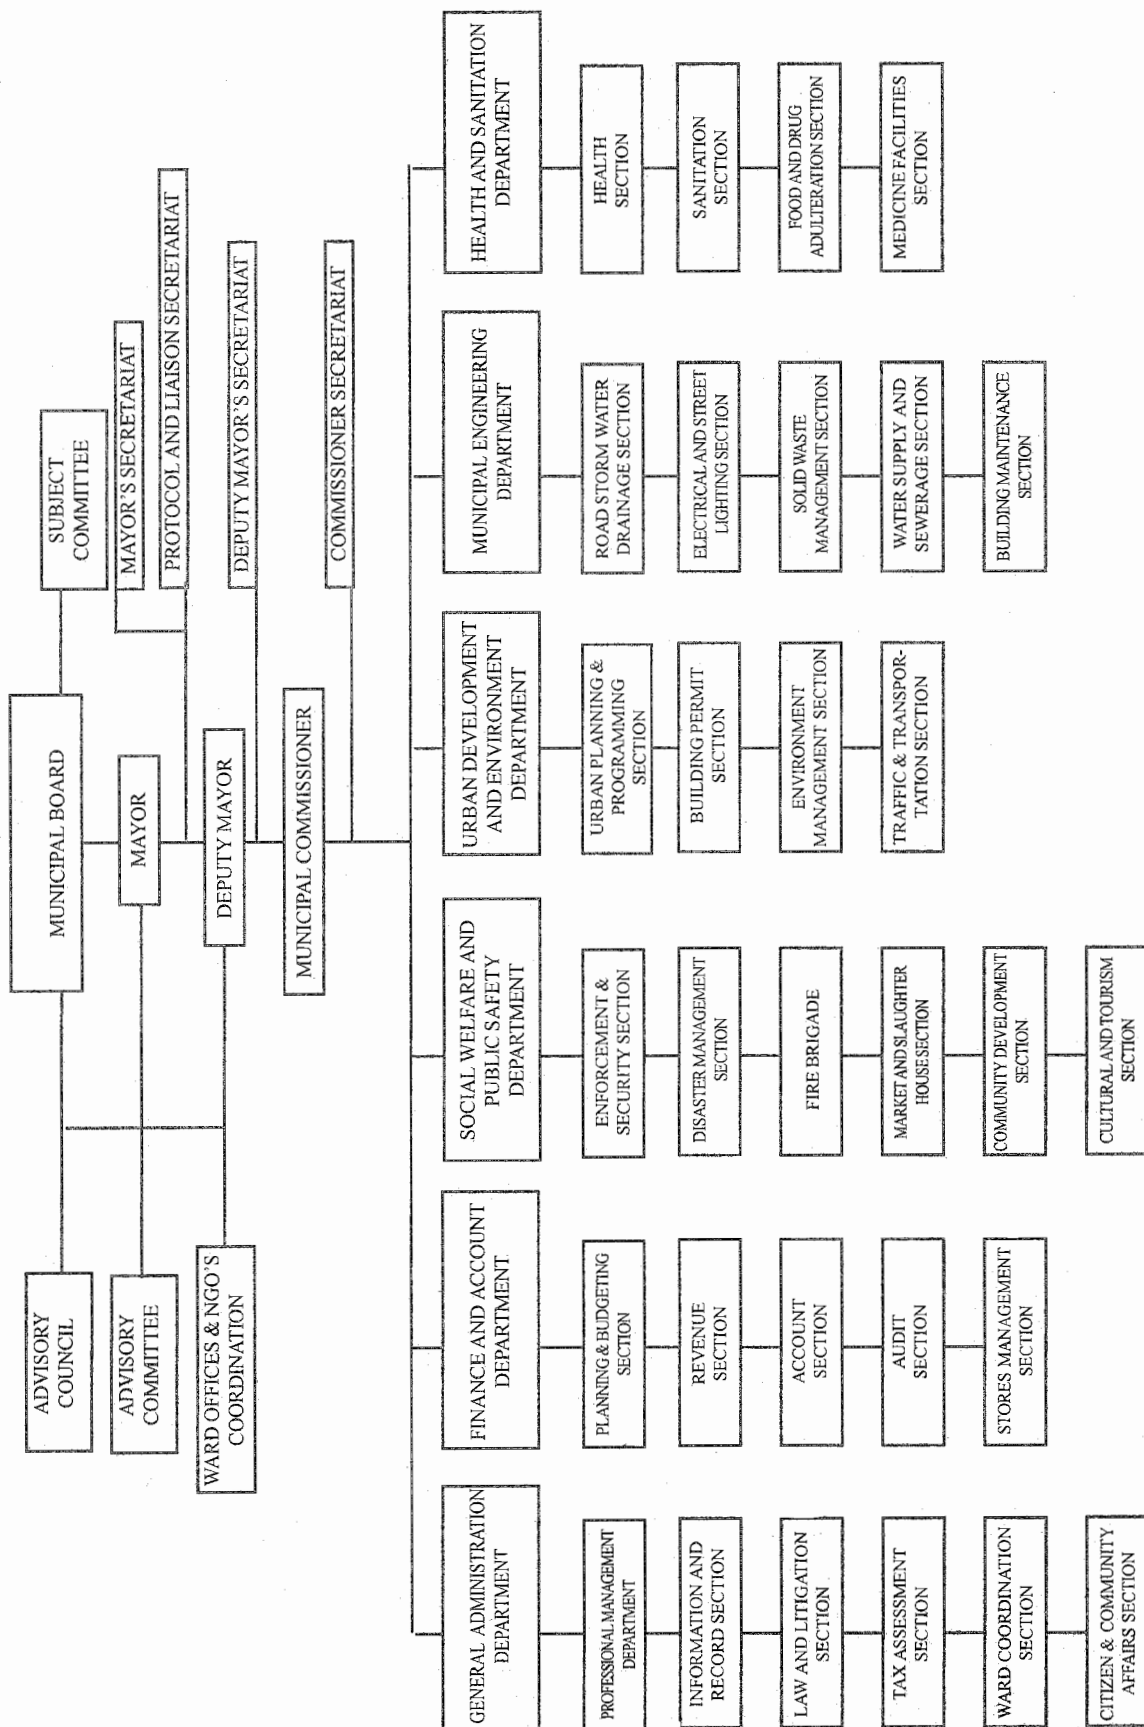 MUNICIPAL BOARD
SUBJECT
COMMITTEE
ADVISORY
COUNCIL
MAYOR
MAYOR'S SECRETARIAT
PROTOCOL AND LIAISON SECRETARIAT
ADVISORY
COMMITTEE
DEPUTY MAYOR
DEPUTY MAYOR'S SECRETARIAT
WARD OFFICES & NGO'S
COORDINATION
MUNICIPAL COMMISSIONER
COMMISSIONER SECRETARIAT
GENERAL ADMINISTRATION
DEPARTMENT
PROFESSIONAL MANAGEMENT
DEPARTMENT
INFORMATION AND
RECORD SECTION
LAW AND LITIGATION
SECTION
TAX ASSESSMENT
SECTION
WARD COORDINATION
SECTION
CITIZEN & COMMUNITY
AFFAIRS SECTION
FINANCE AND ACCOUNT
DEPARTMENT
PLANNING & BUDGETING
SECTION
REVENUE
SECTION
ACCOUNT
SECTION
AUDIT
SECTION
STORES MANAGEMENT
SECTION
SOCIAL WELFARE AND
PUBLIC SAFETY
DEPARTMENT
ENFORCEMENT &
SECURITY SECTION
DISASTER MANAGEMENT
SECTION
FIRE BRIGADE
MARKET AND SLAUGHTER
HOUSE SECTION
COMMUNITY DEVELOPMENT
SECTION
CULTURAL AND TOURISM
SECTION
URBAN DEVELOPMENT
AND ENVIRONMENT
DEPARTMENT
URBAN PLANNING &
PROGRAMMING
SECTION
BUILDING PERMIT
SECTION
ENVIRONMENT
MANAGEMENT SECTION
TRAFFIC & TRANSPOR-
TATION SECTION
MUNICIPAL ENGINEERING
DEPARTMENT
ROAD STORM WATER
DRAINAGE SECTION
ELECTRICAL AND STREET
LIGHTING SECTION
SOLID WASTE
MANAGEMENT SECTION
WATER SUPPLY AND
SEWERAGE SECTION
BUILDING MAINTENANCE
SECTION
HEALTH AND SANITATION
DEPARTMENT
HEALTH
SECTION
SANITATION
SECTION
FOOD AND DRUG
ADULTERATION SECTION
MEDICINE FACILITIES
SECTION